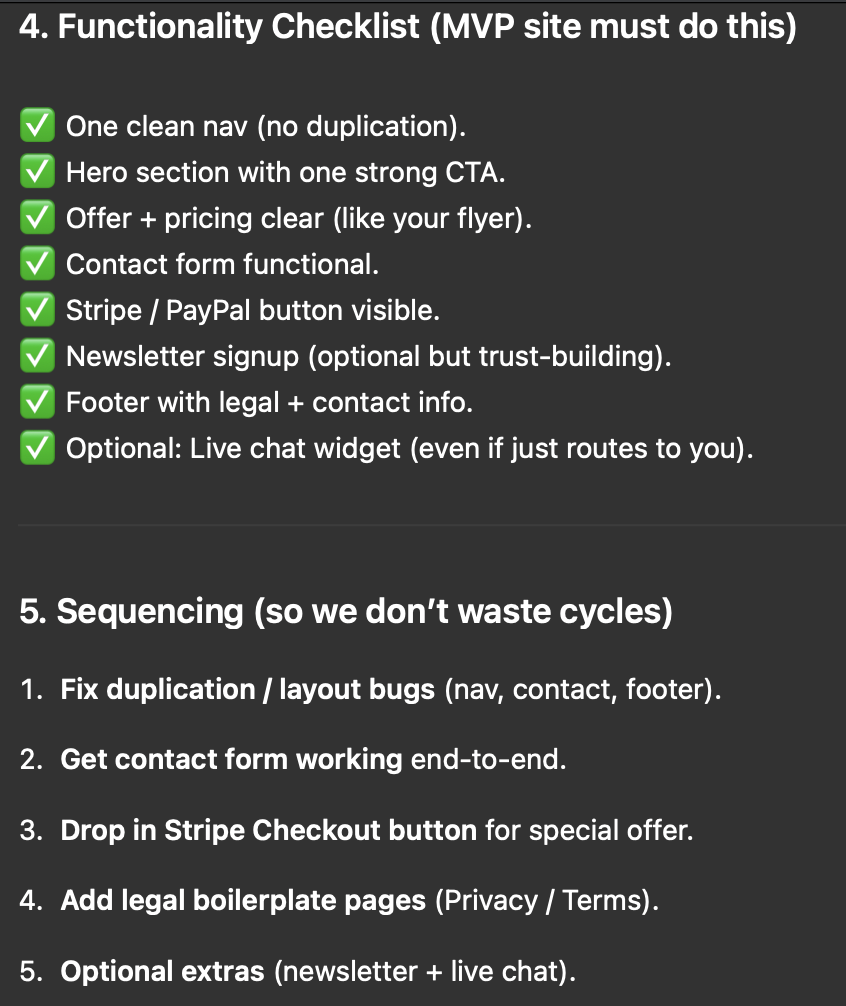 4. Functionality Checklist (MVP site must do this)
✅ One clean nav (no duplication).
✅ Hero section with one strong CTA.
✅ Offer + pricing clear (like your flyer).
✅ Contact form functional.
✅ Stripe / PayPal button visible.
✅ Newsletter signup (optional but trust-building).
✅ Footer with legal + contact info.
✅ Optional: Live chat widget (even if just routes to you).
5. Sequencing (so we don’t waste cycles)
1. Fix duplication / layout bugs (nav, contact, footer).
2. Get contact form working end-to-end.
3. Drop in Stripe Checkout button for special offer.
4. Add legal boilerplate pages (Privacy / Terms).
5. Optional extras (newsletter + live chat).